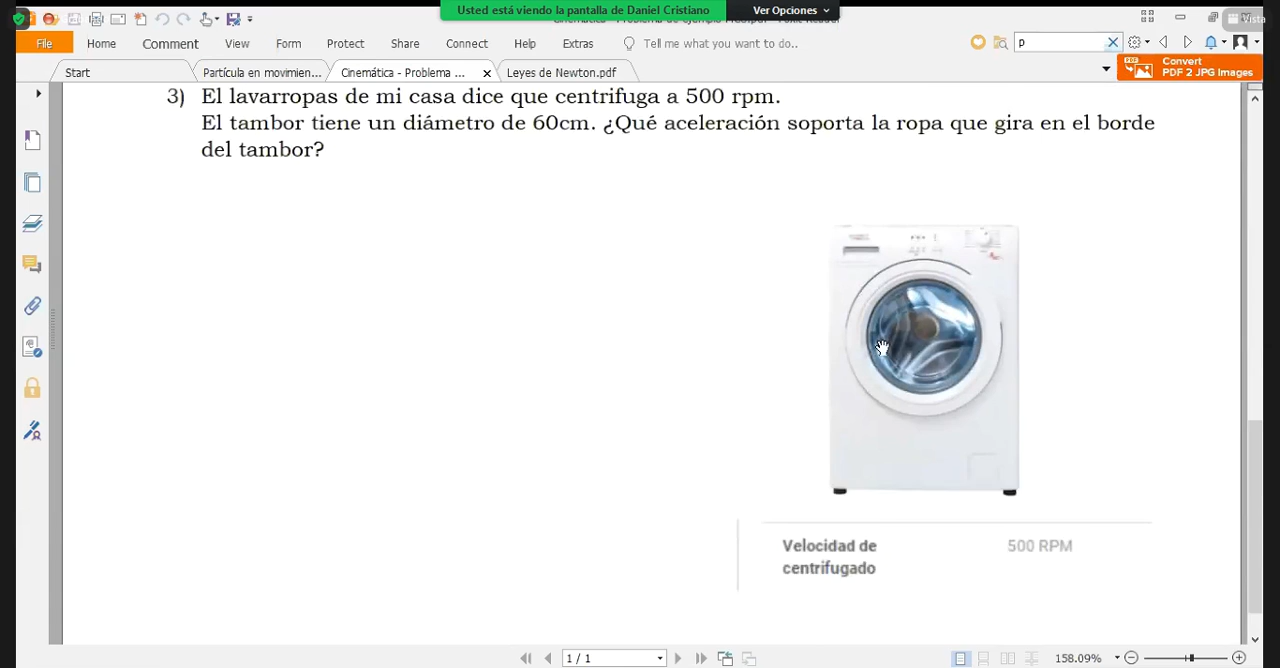 Usted está viendo la pantalla de Daniel Cristiano
Ver Opciones
Vista
File
Home
Comment
View
Form
Protect
Share
Connect
Help
Extras
Tell me what you want to do..
p
Start
Partícula en movimien...
Cinemática - Problema ...
Leyes de Newton.pdf
Convert
PDF 2 JPG Images
3) El lavarropas de mi casa dice que centrifuga a 500 rpm.
El tambor tiene un diámetro de 60cm. ¿Qué aceleración soporta la ropa que gira en el borde
del tambor?
Velocidad de
centrifugado
500 RPM
1 / 1
158.09%